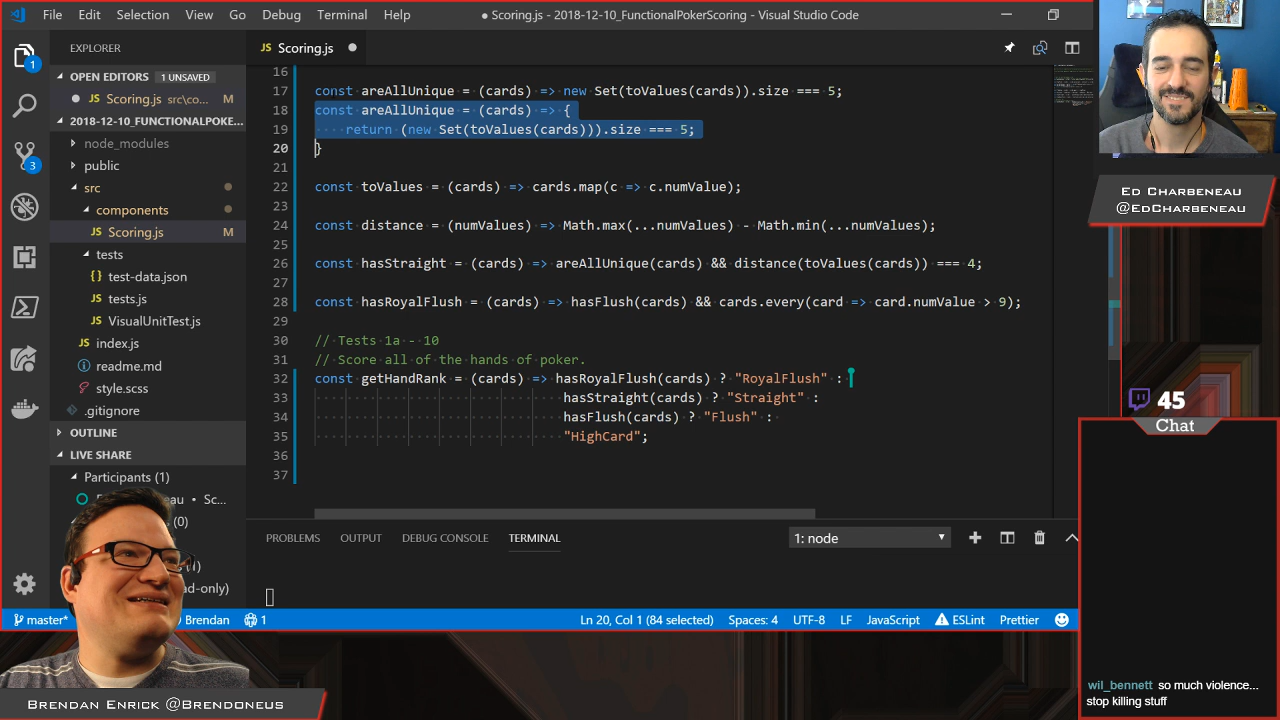 File Edit Selection View Go Debug Terminal Help
● Scoring.js - 2018-12-10_FunctionalPokerScoring - Visual Studio Code
EXPLORER
OPEN EDITORS 1 UNSAVED
JS Scoring.js src\co... M
2018-12-10_FUNCTIONALPOKE...
node_modules
public
src
components
JS Scoring.js M
tests
{} test-data.json
JS tests.js
JS VisualUnitTest.js
JS index.js
readme.md
style.scss
.gitignore
OUTLINE
LIVE SHARE
Participants (1)
au • Sc...
(0)
)
ad-only)
1
3
JS Scoring.js
16
17 const areAllUnique = (cards) => new Set(toValues(cards)).size === 5;
18 const areAllUnique = (cards) => {
19 return (new Set(toValues(cards))).size === 5;
20 }
21
22 const toValues = (cards) => cards.map(c => c.numValue);
23
24 const distance = (numValues) => Math.max(...numValues) - Math.min(...numValues);
25
26 const hasStraight = (cards) => areAllUnique(cards) && distance(toValues(cards)) === 4;
27
28 const hasRoyalFlush = (cards) => hasFlush(cards) && cards.every(card => card.numValue > 9);
29
30 // Tests 1a - 10
31 // Score all of the hands of poker.
32 const getHandRank = (cards) => hasRoyalFlush(cards) ? "RoyalFlush" :
33 hasStraight(cards) ? "Straight" :
34 hasFlush(cards) ? "Flush" :
35 "HighCard";
36
37
PROBLEMS OUTPUT DEBUG CONSOLE TERMINAL
1: node
master* Brendan 1 Ln 20, Col 1 (84 selected) Spaces: 4 UTF-8 LF JavaScript ESLint Prettier
Ed Charbeneau
@EdCharbeneau
45
Chat
wil_bennett so much violence...
stop killing stuff
Brendan Enrick @Brendoneus